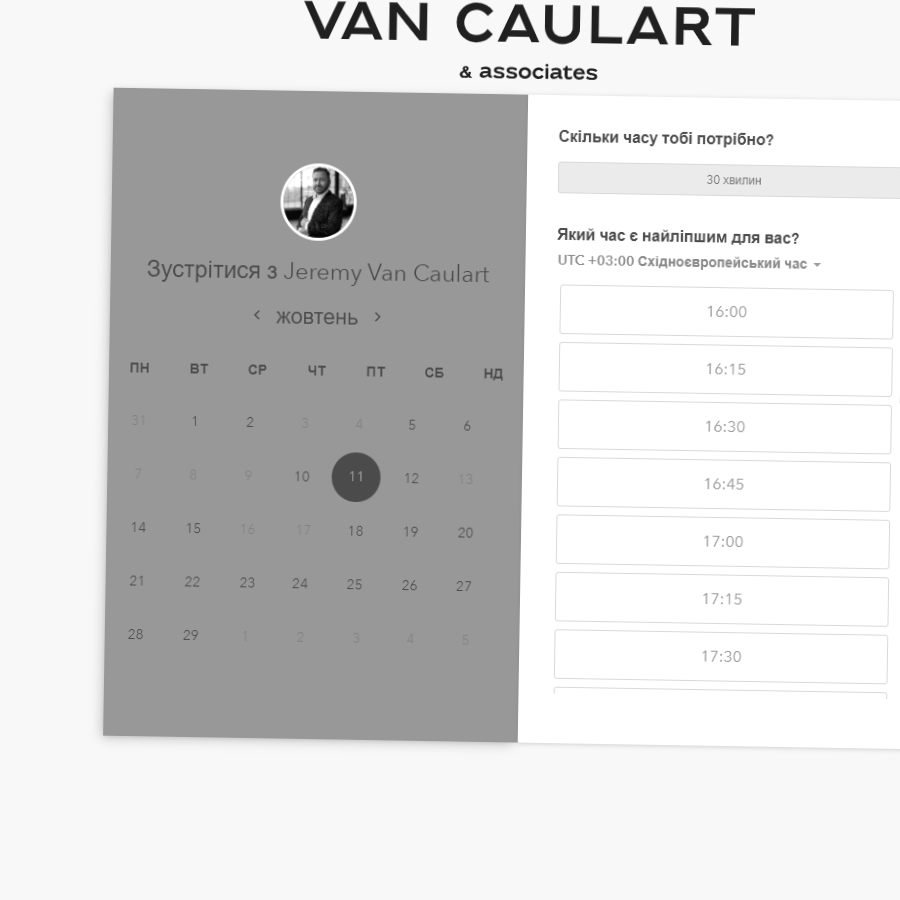 VAN CAULART
& associates
Зустрітися з Jeremy Van Caulart
жовтень
ПН ВТ СР ЧТ ПТ СБ НД
31 1 2 3 4 5 6
7 8 9 10 11 12 13
14 15 16 17 18 19 20
21 22 23 24 25 26 27
28 29 1 2 3 4 5
Скільки часу тобі потрібно?
30 хвилин
Який час є найліпшим для вас?
UTC +03:00 Східноєвропейський час
16:00
16:15
16:30
16:45
17:00
17:15
17:30